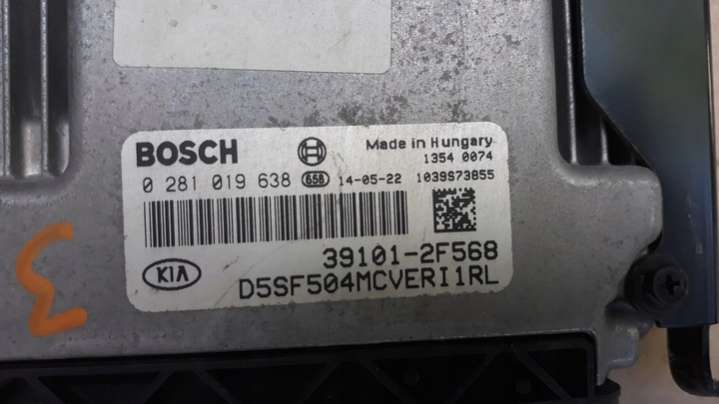 BOSCH Made in Hungary
1354 0074
0 281 019 638 658 14-05-22 1039S73855
39101-2F568
KIA D5SF504MCVERI1RL
3